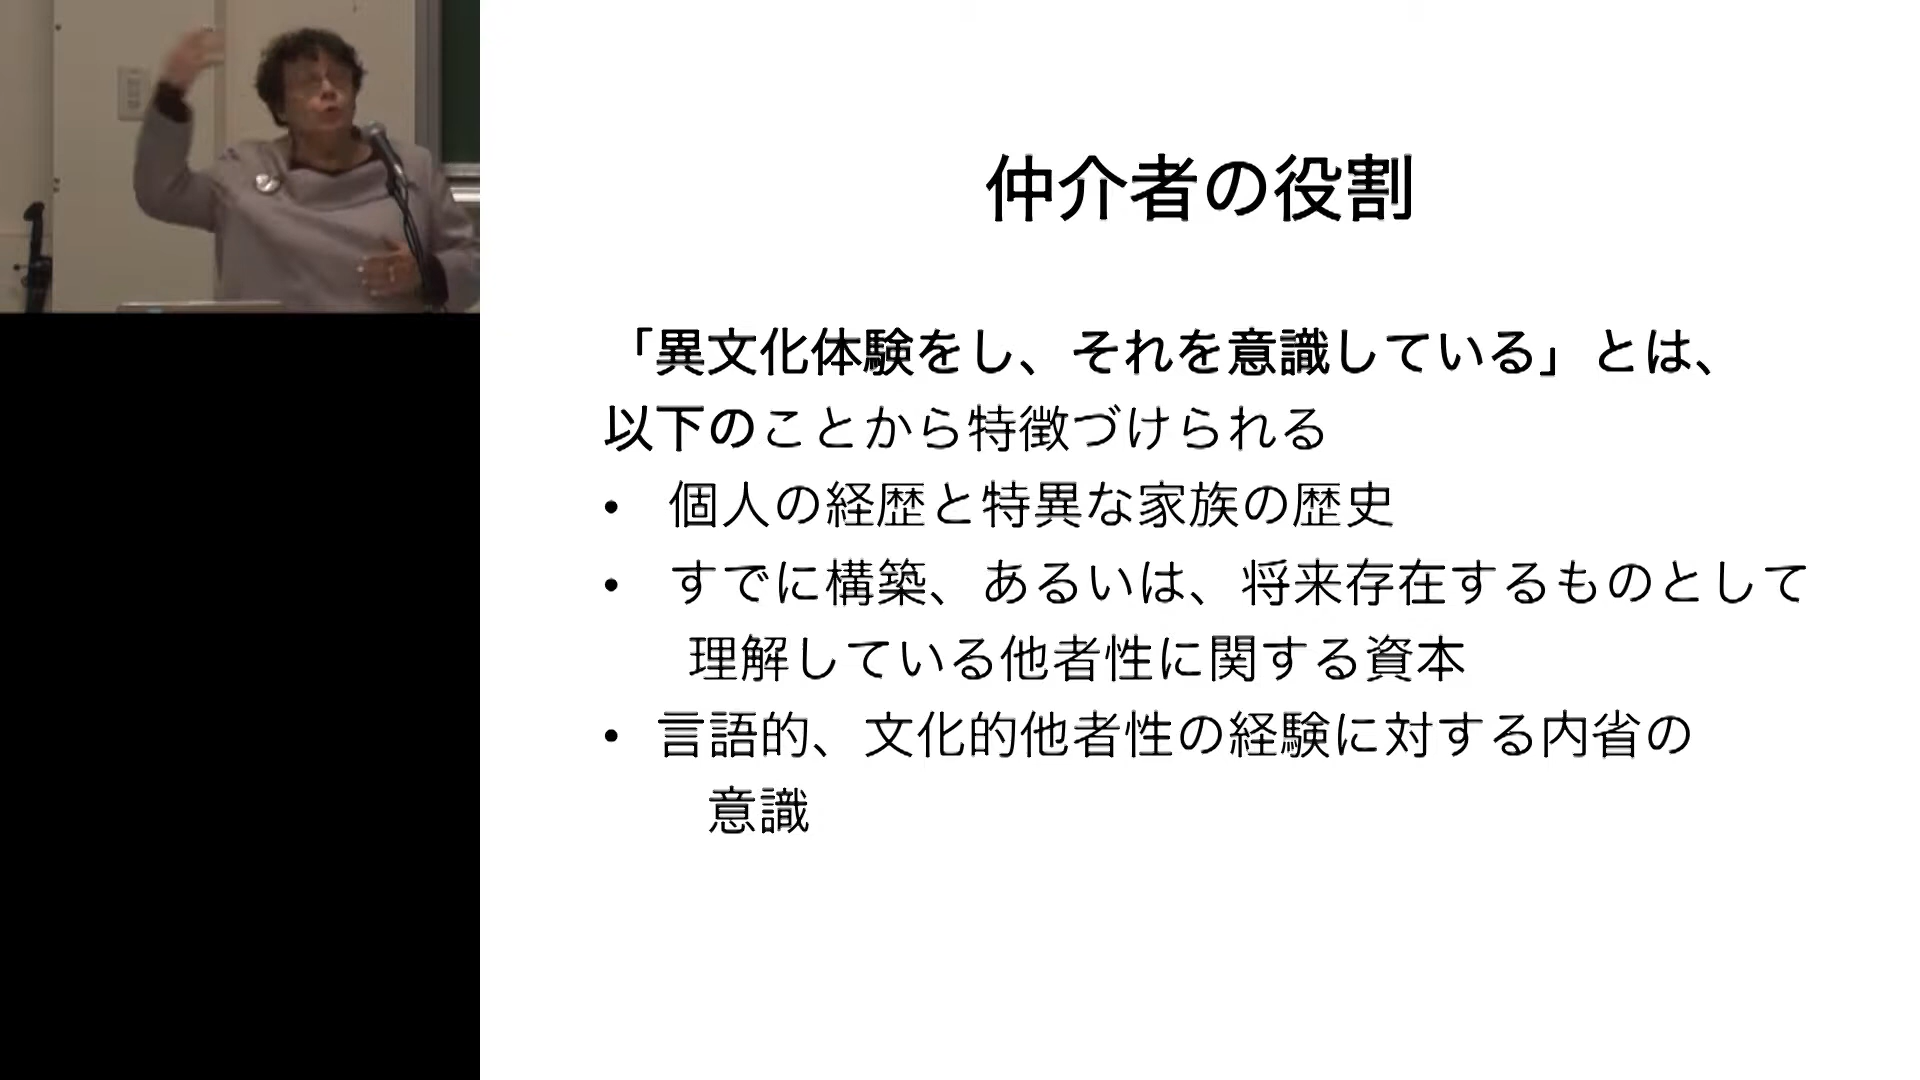 仲介者の役割
「異文化体験をし、それを意識している」とは、
以下のことから特徴づけられる
• 個人の経歴と特異な家族の歴史
• すでに構築、あるいは、将来存在するものとして
理解している他者性に関する資本
• 言語的、文化的他者性の経験に対する内省の
意識